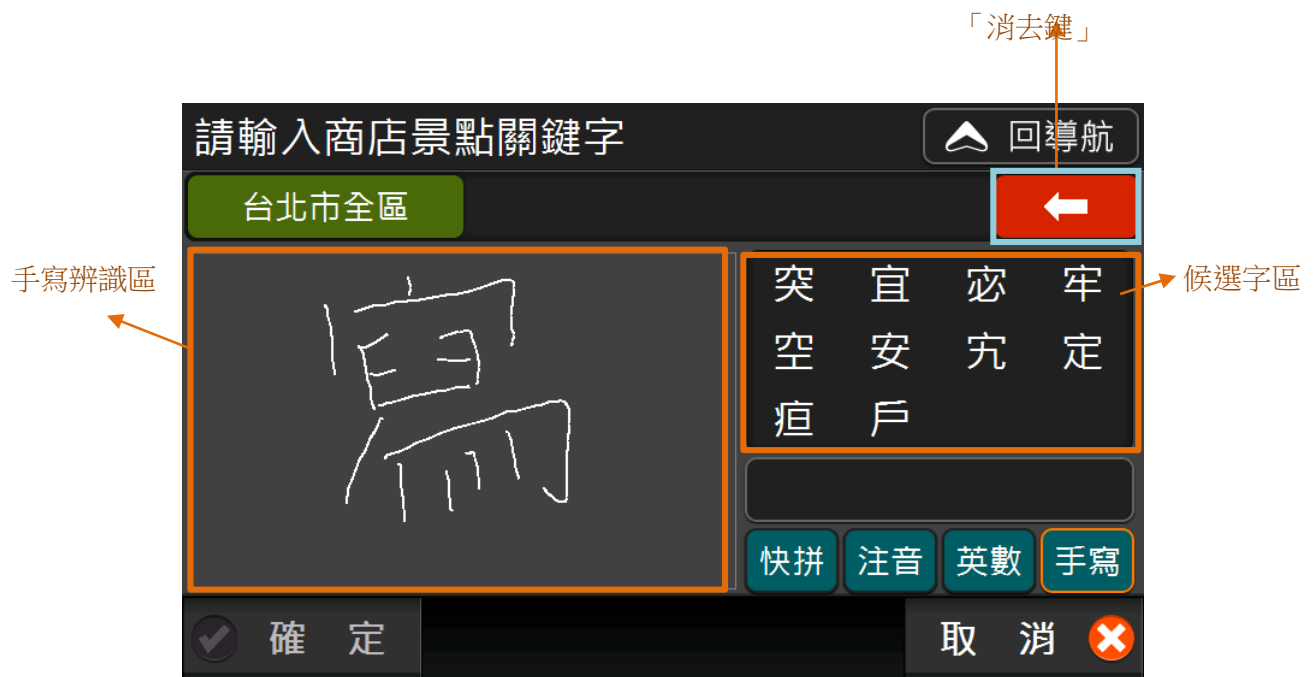 「消去鍵」
請輸入商店景點關鍵字
回導航
台北市全區
手寫辨識區
寫
突 宜 宓 牢
空 安 宄 定
疸 戶
候選字區
快拼 注音 英數 手寫
確 定
取 消